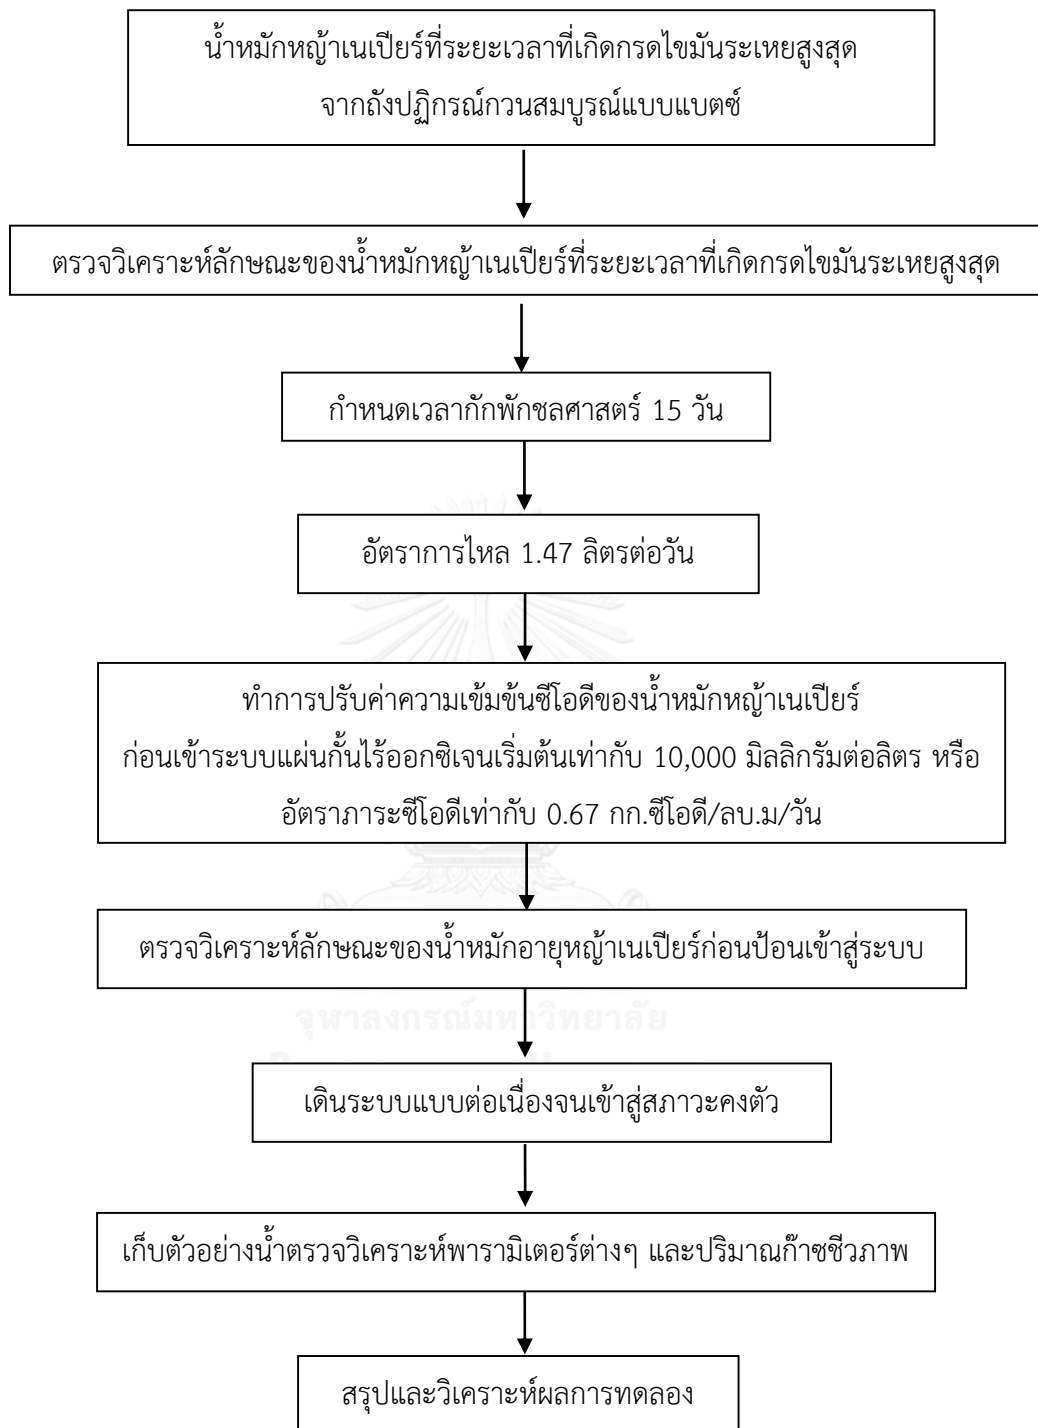 น้ำหมักหญ้าเนเปียร์ที่ระยะเวลาที่เกิดกรดไขมันระเหยสูงสุด
จากถังปฏิกรณ์กวนสมบูรณ์แบบแบตซ์
ตรวจวิเคราะห์ลักษณะของน้ำหมักหญ้าเนเปียร์ที่ระยะเวลาที่เกิดกรดไขมันระเหยสูงสุด
กำหนดเวลากักพักชลศาสตร์ 15 วัน
อัตราการไหล 1.47 ลิตรต่อวัน
ทำการปรับค่าความเข้มข้นซีโอดีของน้ำหมักหญ้าเนเปียร์
ก่อนเข้าระบบแผ่นกั้นไร้ออกซิเจนเริ่มต้นเท่ากับ 10,000 มิลลิกรัมต่อลิตร หรือ
อัตราภาระซีโอดีเท่ากับ 0.67 กก.ซีโอดี/ลบ.ม/วัน
ตรวจวิเคราะห์ลักษณะของน้ำหมักอายุหญ้าเนเปียร์ก่อนป้อนเข้าสู่ระบบ
จุฬาลงกรณ์มหาวิทยาลัย
เดินระบบแบบต่อเนื่องจนเข้าสู่สภาวะคงตัว
เก็บตัวอย่างน้ำตรวจวิเคราะห์พารามิเตอร์ต่างๆ และปริมาณก๊าซชีวภาพ
สรุปและวิเคราะห์ผลการทดลอง